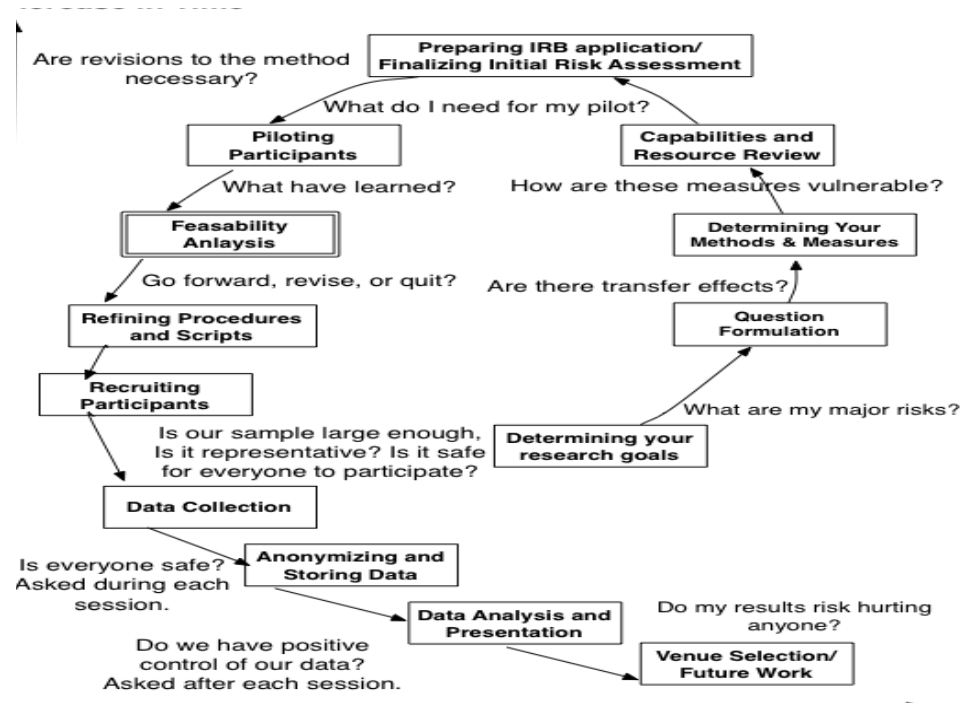 Preparing IRB application/
Finalizing Initial Risk Assessment
Are revisions to the method
necessary?
What do I need for my pilot?
Piloting
Participants
Capabilities and
Resource Review
What have learned?
How are these measures vulnerable?
Feasability
Anlaysis
Determining Your
Methods & Measures
Go forward, revise, or quit?
Are there transfer effects?
Refining Procedures
and Scripts
Question
Formulation
Recruiting
Participants
What are my major risks?
Is our sample large enough,
Is it representative? Is it safe
for everyone to participate?
Determining your
research goals
Data Collection
Is everyone safe?
Asked during each
session.
Anonymizing and
Storing Data
Data Analysis and
Presentation
Do my results risk hurting
anyone?
Do we have positive
control of our data?
Asked after each session.
Venue Selection/
Future Work